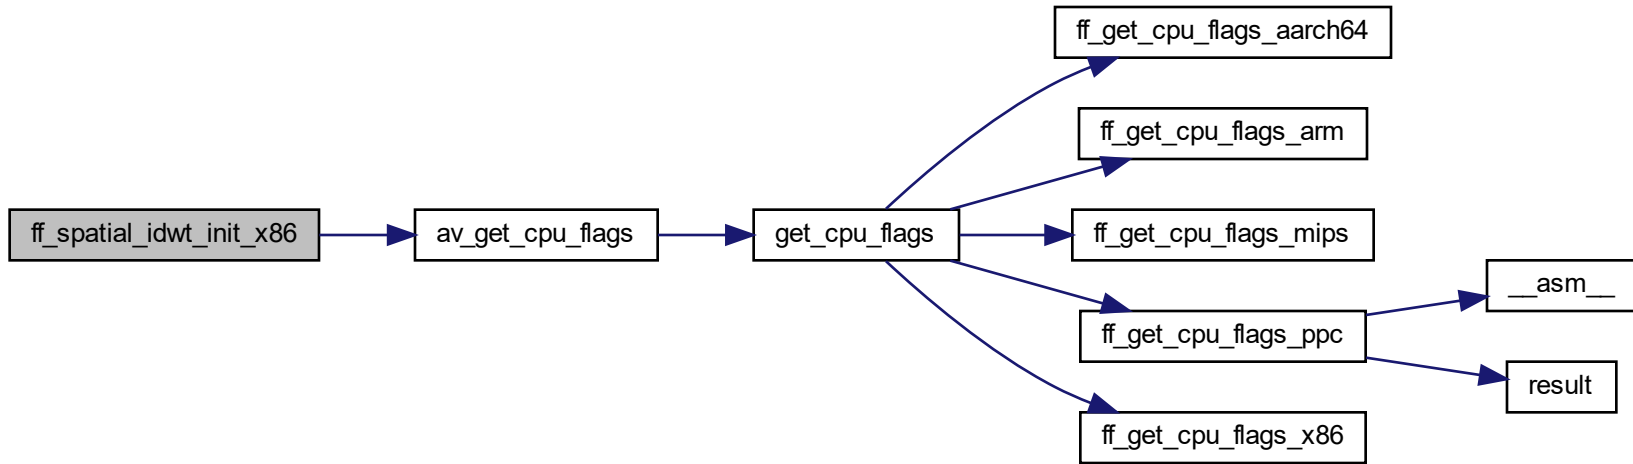 ff_spatial_idwt_init_x86
av_get_cpu_flags
get_cpu_flags
ff_get_cpu_flags_aarch64
ff_get_cpu_flags_arm
ff_get_cpu_flags_mips
ff_get_cpu_flags_ppc
ff_get_cpu_flags_x86
__asm__
result